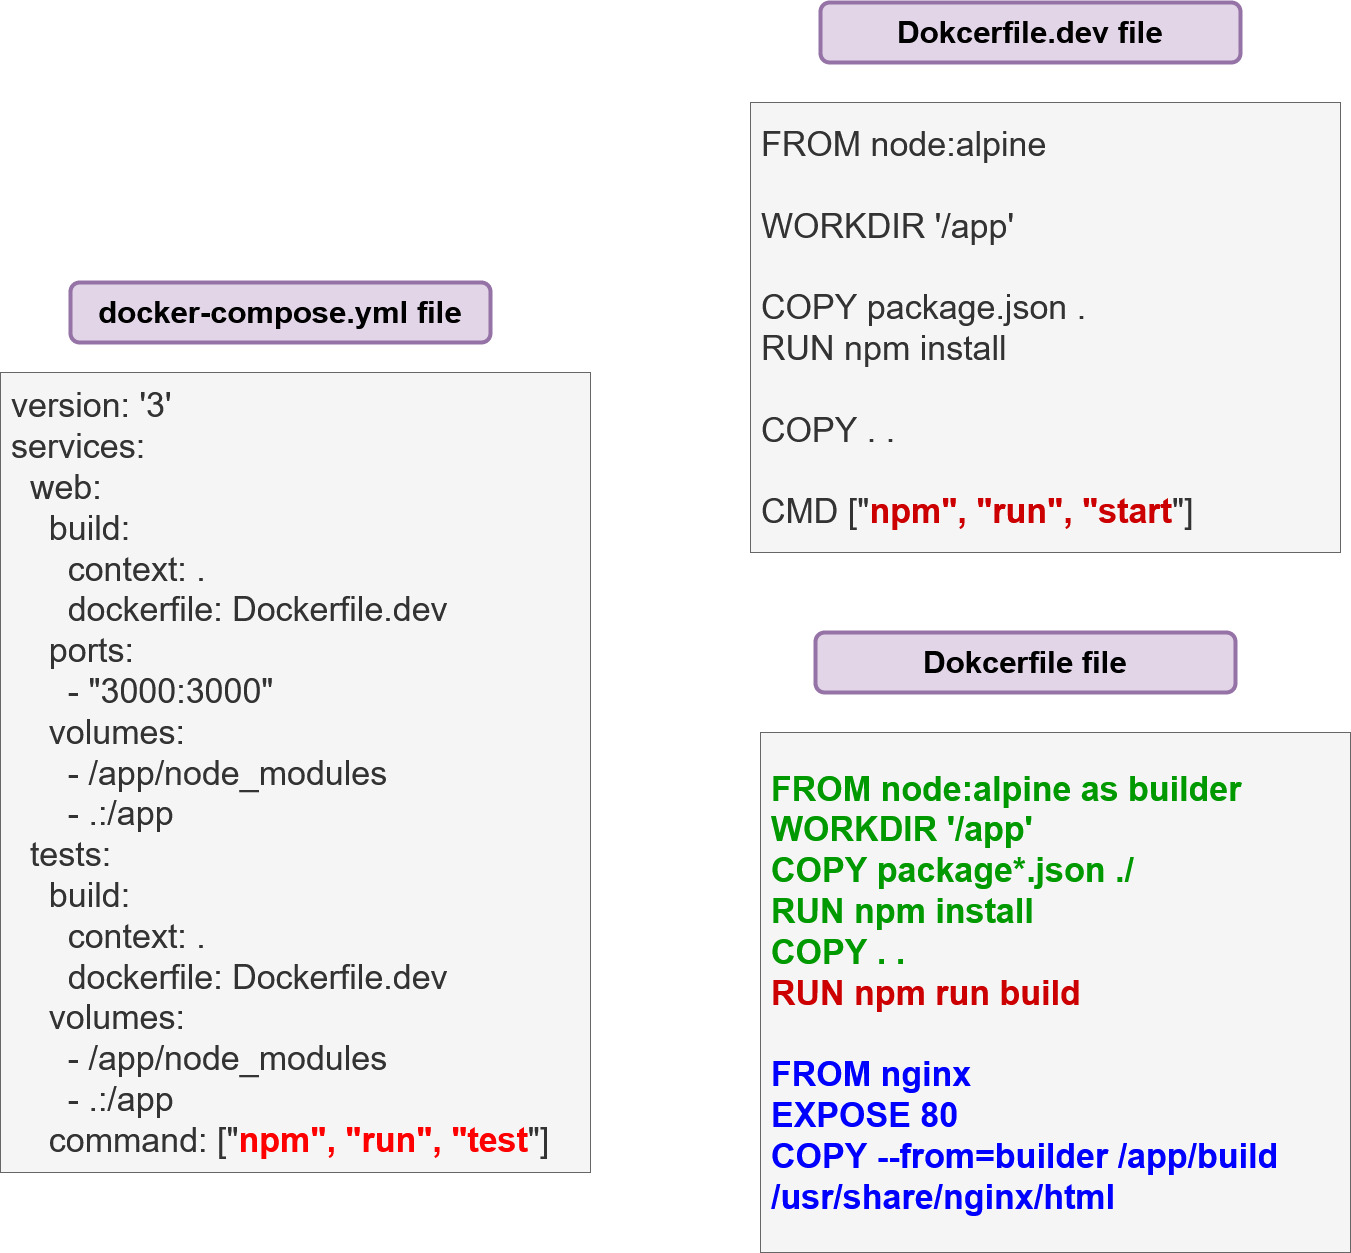 docker-compose.yml file
version: '3'
services:
  web:
    build:
      context: .
      dockerfile: Dockerfile.dev
    ports:
      - "3000:3000"
    volumes:
      - /app/node_modules
      - .:/app
  tests:
    build:
      context: .
      dockerfile: Dockerfile.dev
    volumes:
      - /app/node_modules
      - .:/app
    command: ["npm", "run", "test"]
Dokcerfile.dev file
FROM node:alpine
WORKDIR '/app'
COPY package.json .
RUN npm install
COPY . .
CMD ["npm", "run", "start"]
Dokcerfile file
FROM node:alpine as builder
WORKDIR '/app'
COPY package*.json ./
RUN npm install
COPY . .
RUN npm run build
FROM nginx
EXPOSE 80
COPY --from=builder /app/build
/usr/share/nginx/html